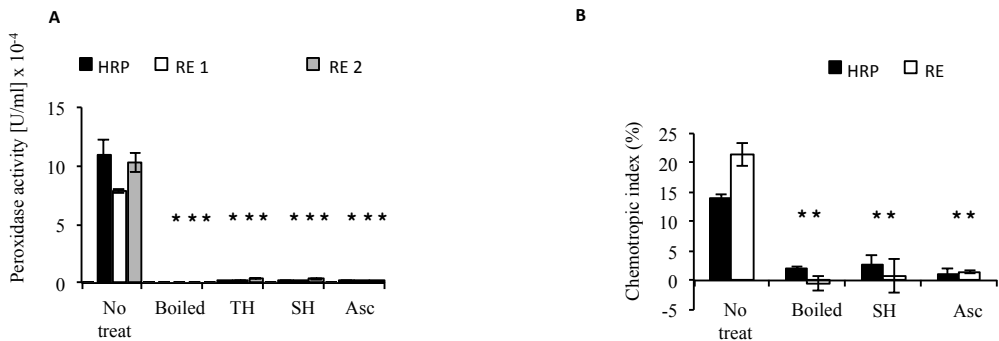 A
HRP RE 1 RE 2
Peroxidase activity [U/ml] x 10-4
15
10
5
0
* * * * * * * * * * * *
No treat Boiled TH SH Asc
B
HRP RE
Chemotropic index (%)
25
20
15
10
5
0
-5
* * * * * *
No treat Boiled SH Asc